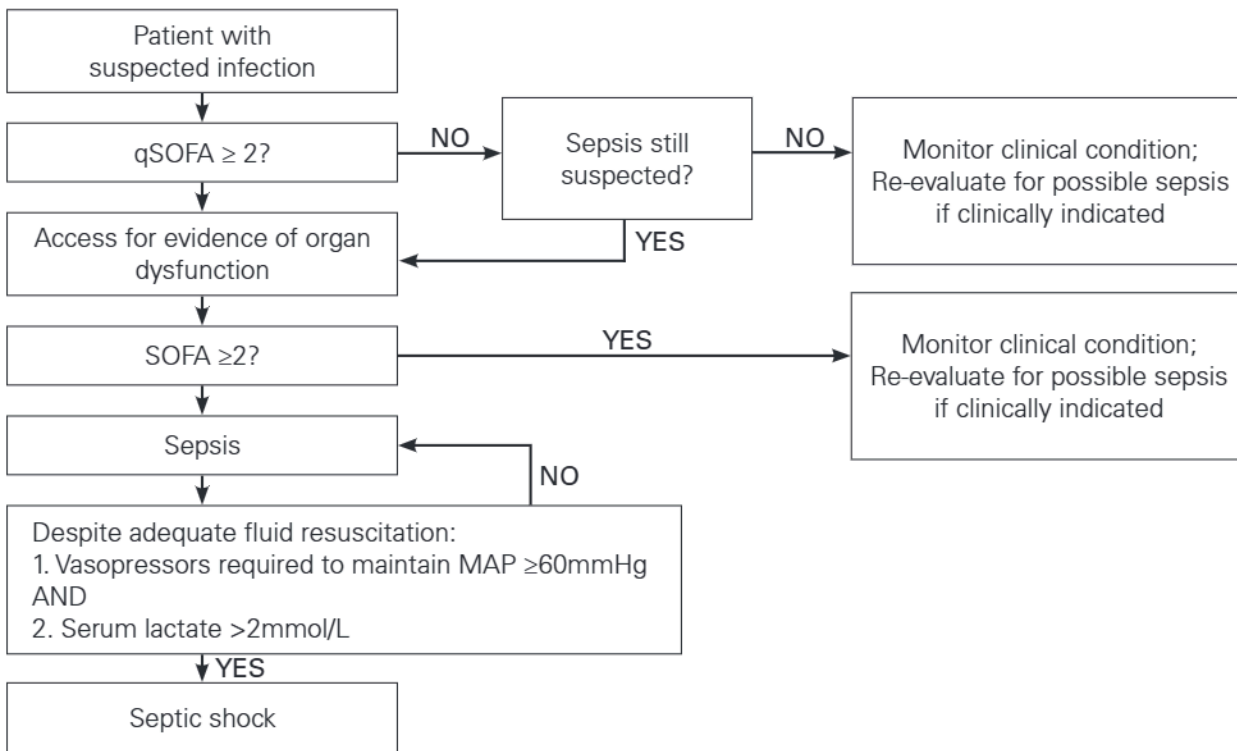 Patient with
suspected infection
qSOFA ≥ 2?
NO
Sepsis still
suspected?
NO
Monitor clinical condition;
Re-evaluate for possible sepsis
if clinically indicated
YES
Access for evidence of organ
dysfunction
SOFA ≥2?
YES
Monitor clinical condition;
Re-evaluate for possible sepsis
if clinically indicated
Sepsis
NO
Despite adequate fluid resuscitation:
1. Vasopressors required to maintain MAP ≥60mmHg
AND
2. Serum lactate >2mmol/L
YES
Septic shock